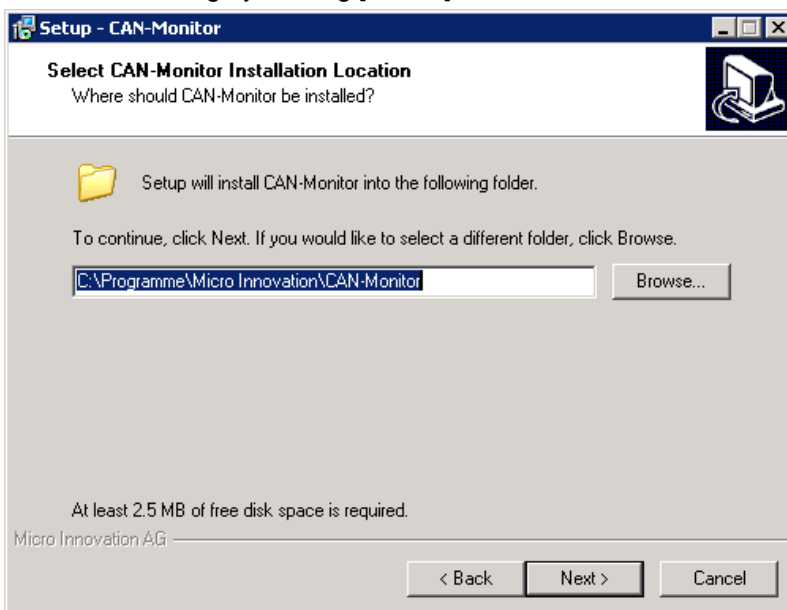 Setup - CAN-Monitor
Select CAN-Monitor Installation Location
Where should CAN-Monitor be installed?
Setup will install CAN-Monitor into the following folder.
To continue, click Next. If you would like to select a different folder, click Browse.
C:\Programme\Micro Innovation\CAN-Monitor
Browse...
At least 2.5 MB of free disk space is required.
Micro Innovation AG
< Back
Next >
Cancel